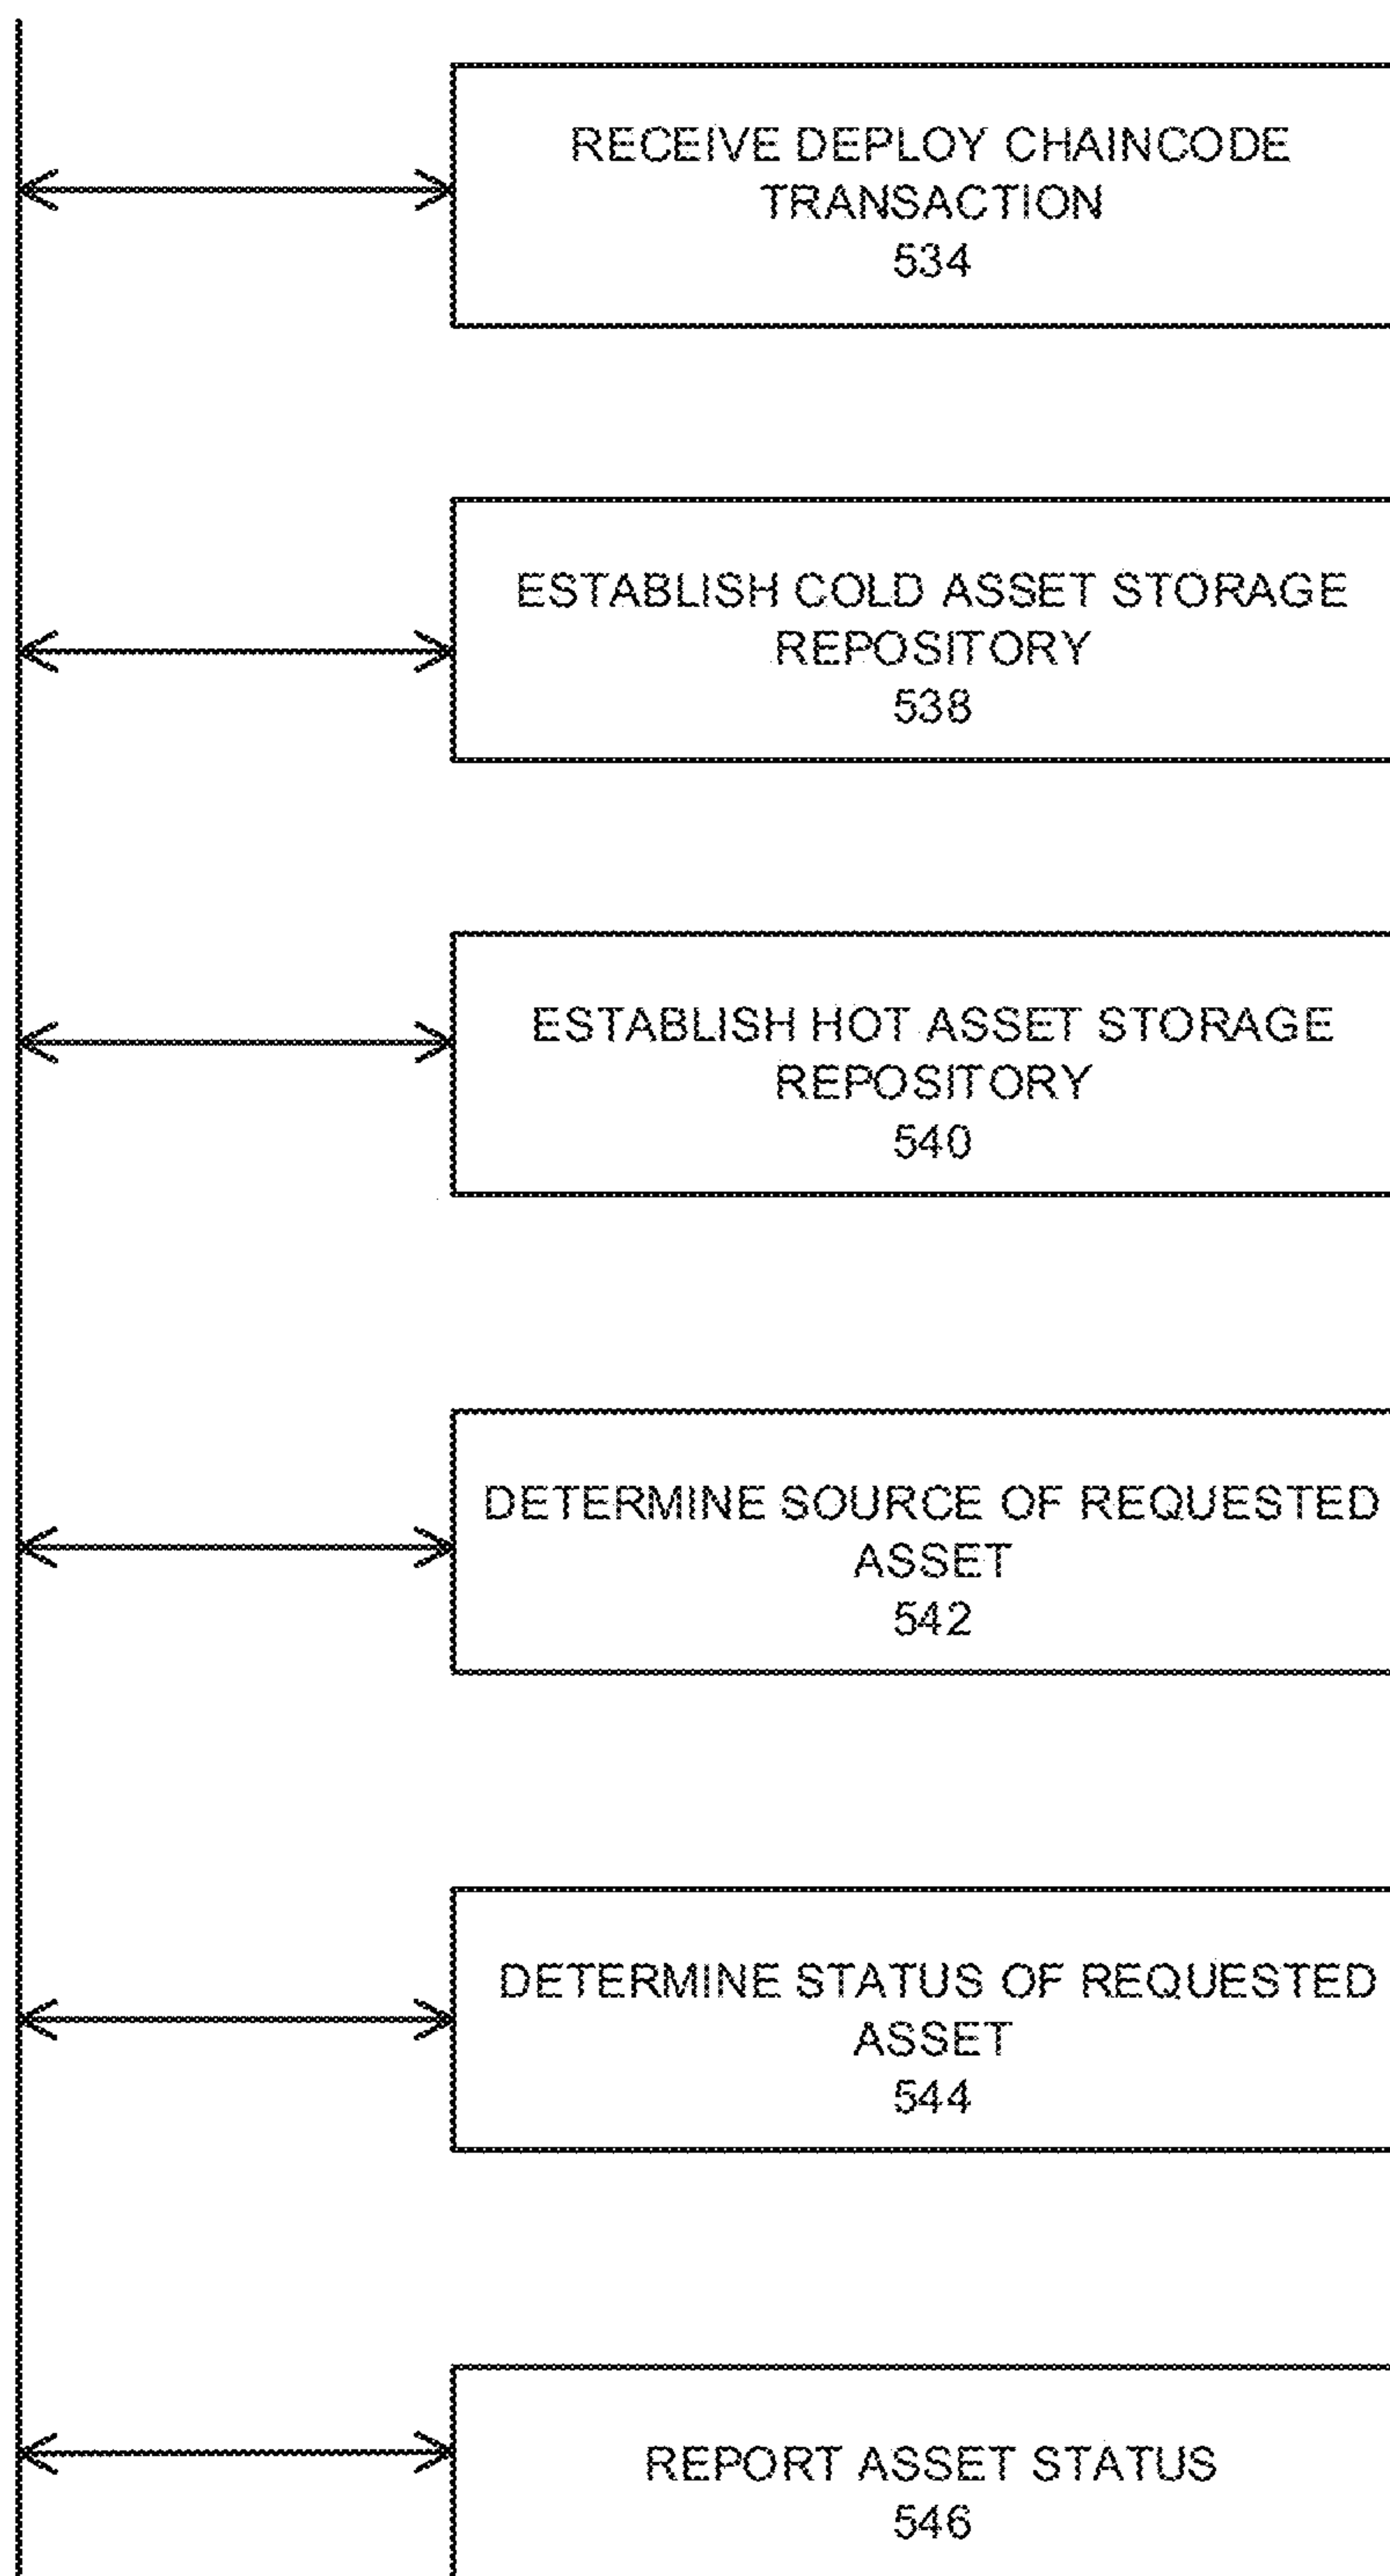 RECEIVE DEPLOY CHAINCODE
TRANSACTION
534
ESTABLISH COLD ASSET STORAGE
REPOSITORY
538
ESTABLISH HOT ASSET STORAGE
REPOSITORY
540
DETERMINE SOURCE OF REQUESTED
ASSET
542
DETERMINE STATUS OF REQUESTED
ASSET
544
REPORT ASSET STATUS
546